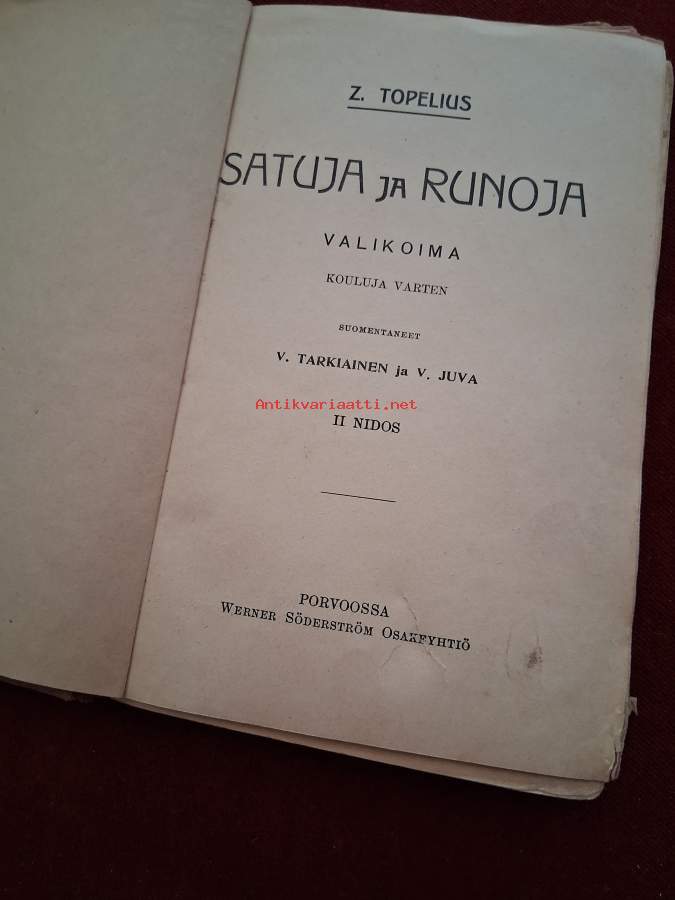 Z. TOPELIUS
SATUJA JA RUNOJA
VALIKOIMA
KOULUJA VARTEN
SUOMENTANEET
V. TARKIAINEN ja V. JUVA
Antikvariaatti.net
II NIDOS
PORVOOSSA
WERNER SÖDERSTRÖM OSAKEYHTIÖ